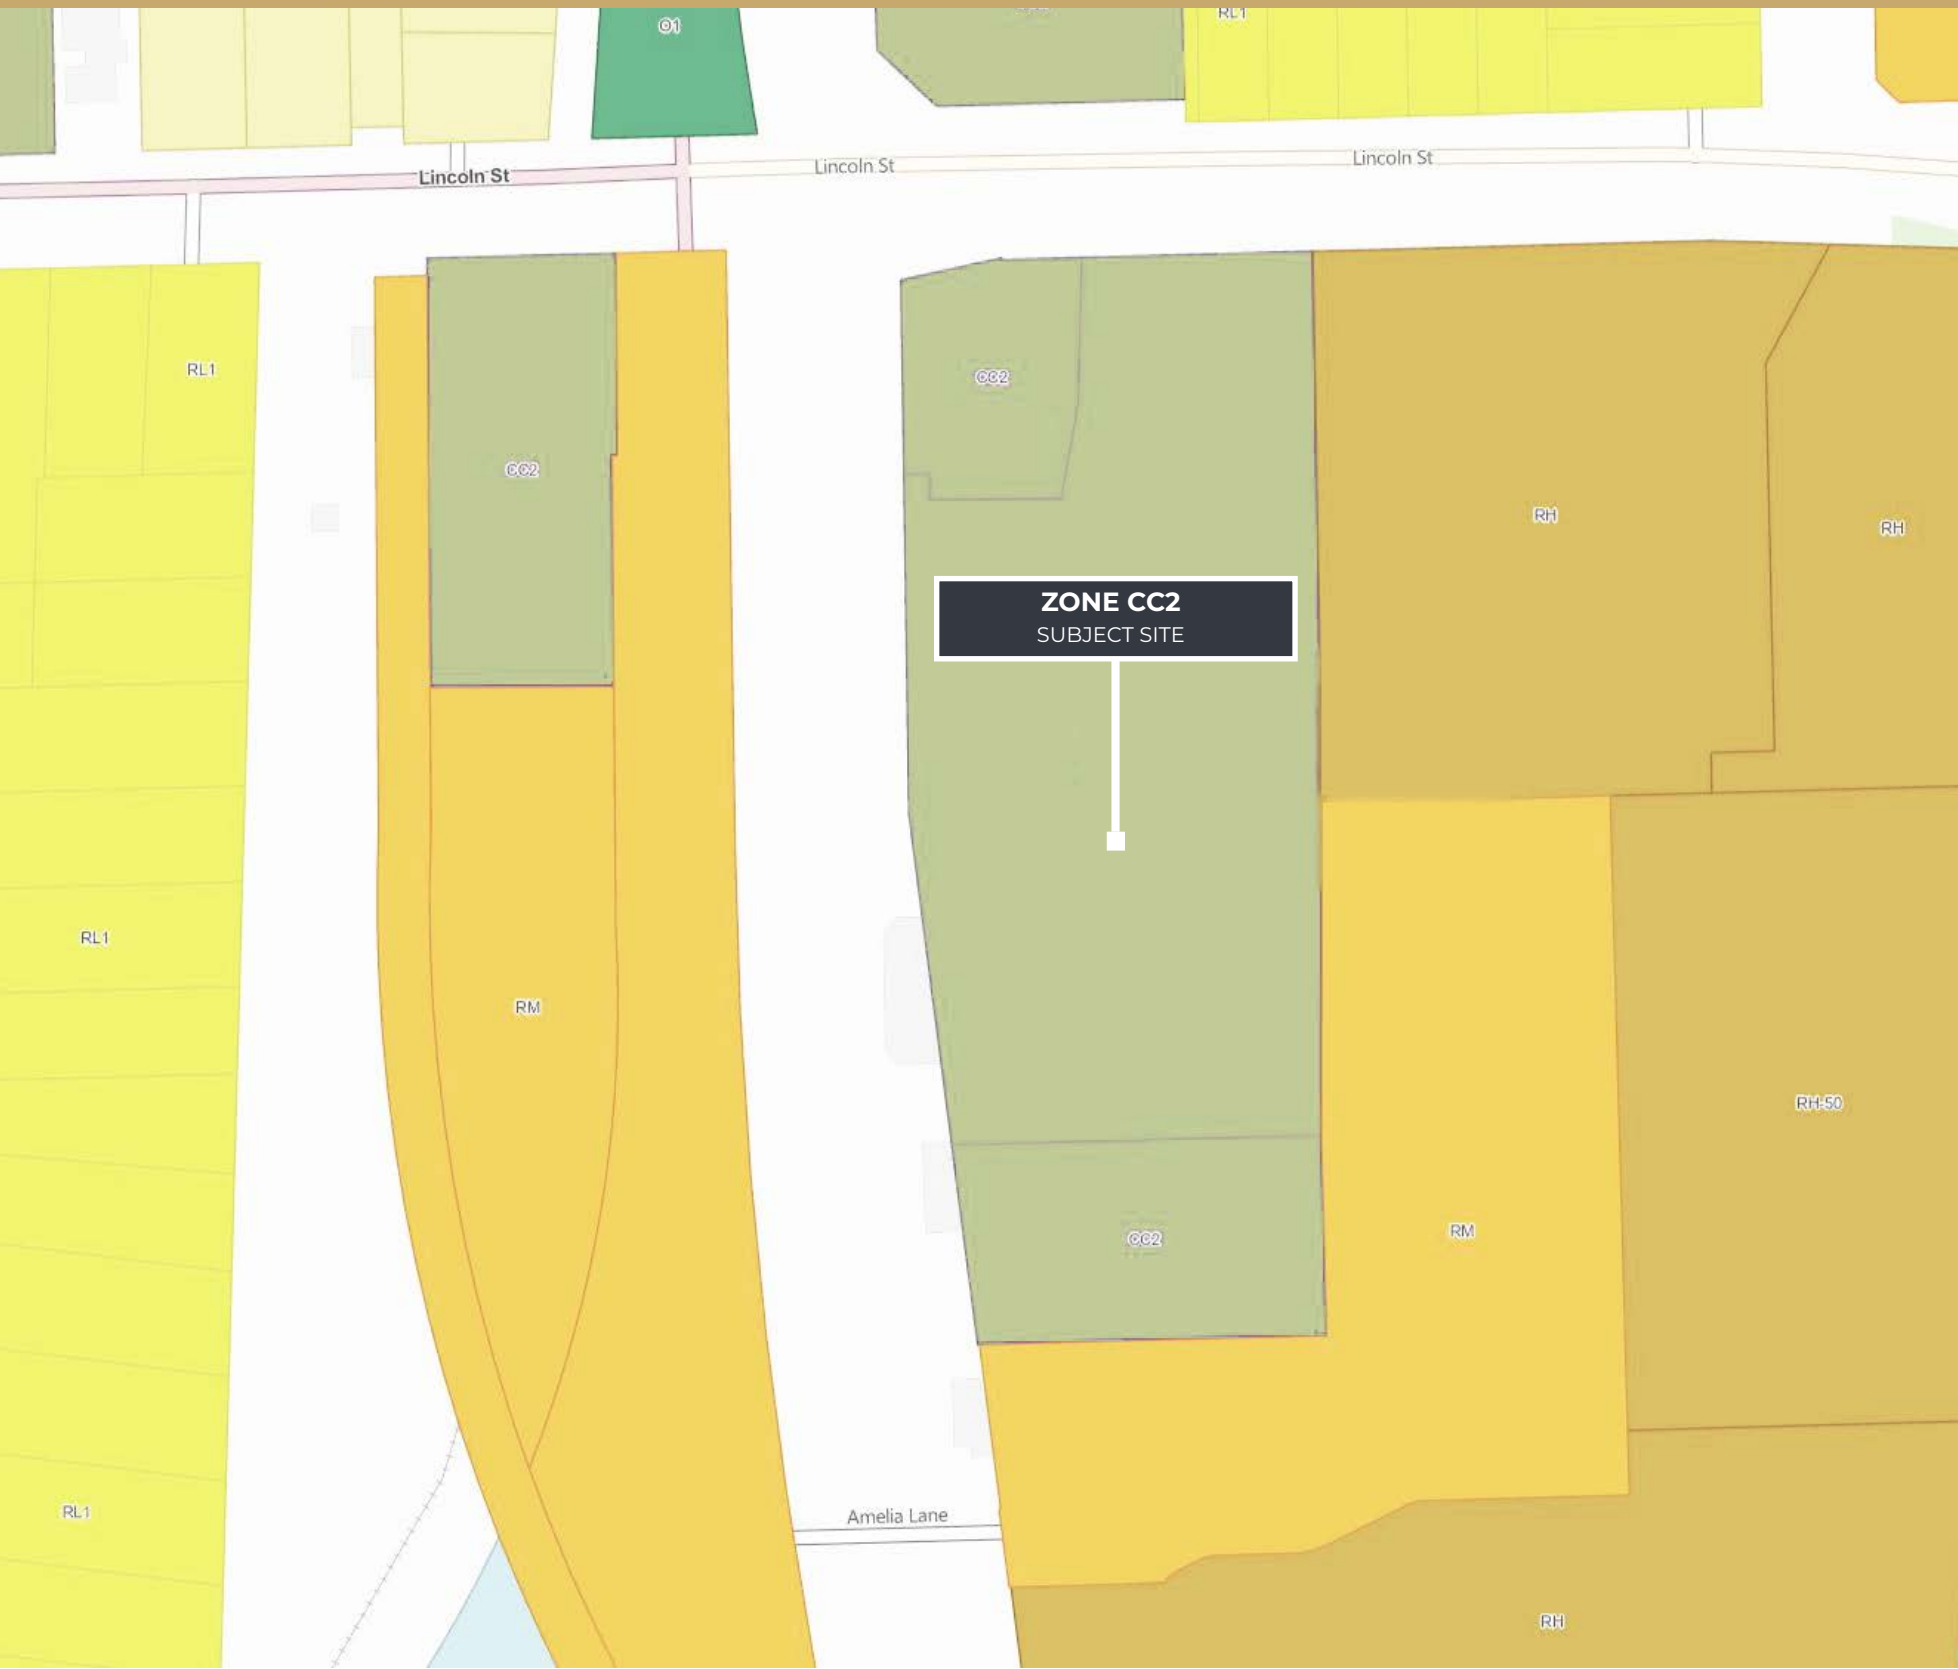 O1
RL1
Lincoln St
Lincoln St
Lincoln St
RL1
CC2
CC2
RH
RH
ZONE CC2
SUBJECT SITE
RL1
RM
RH-50
RM
CC2
RL1
Amelia Lane
RH